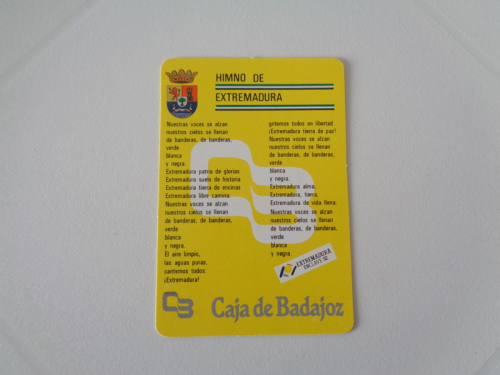 HIMNO DE
EXTREMADURA
Nuestras voces se alzan
nuestros cielos se llenan
de banderas, de banderas,
verde
blanca
y negra.
Extremadura patria de glorias
Extremadura suelo de historia
Extremadura tierra de encinas
Extremadura libre camina.
Nuestras voces se alzan
nuestros cielos se llenan
de banderas, de banderas,
verde
blanca
y negra.
El aire limpio,
las aguas puras,
cantemos todos:
¡Extremadura!
gritemos todos en libertad
¡Extremadura tierra de paz!
Nuestras voces se alzan
nuestros cielos se llenan
de banderas, de banderas,
verde
blanca
y negra.
Extremadura alma,
Extremadura, tierra,
Extremadura de vida llena.
Nuestras voces se alzan
nuestros cielos se llenan
de banderas, de banderas,
verde
blanca
y negra.
EXTREMADURA
ENCLAVE 92
CB Caja de Badajoz